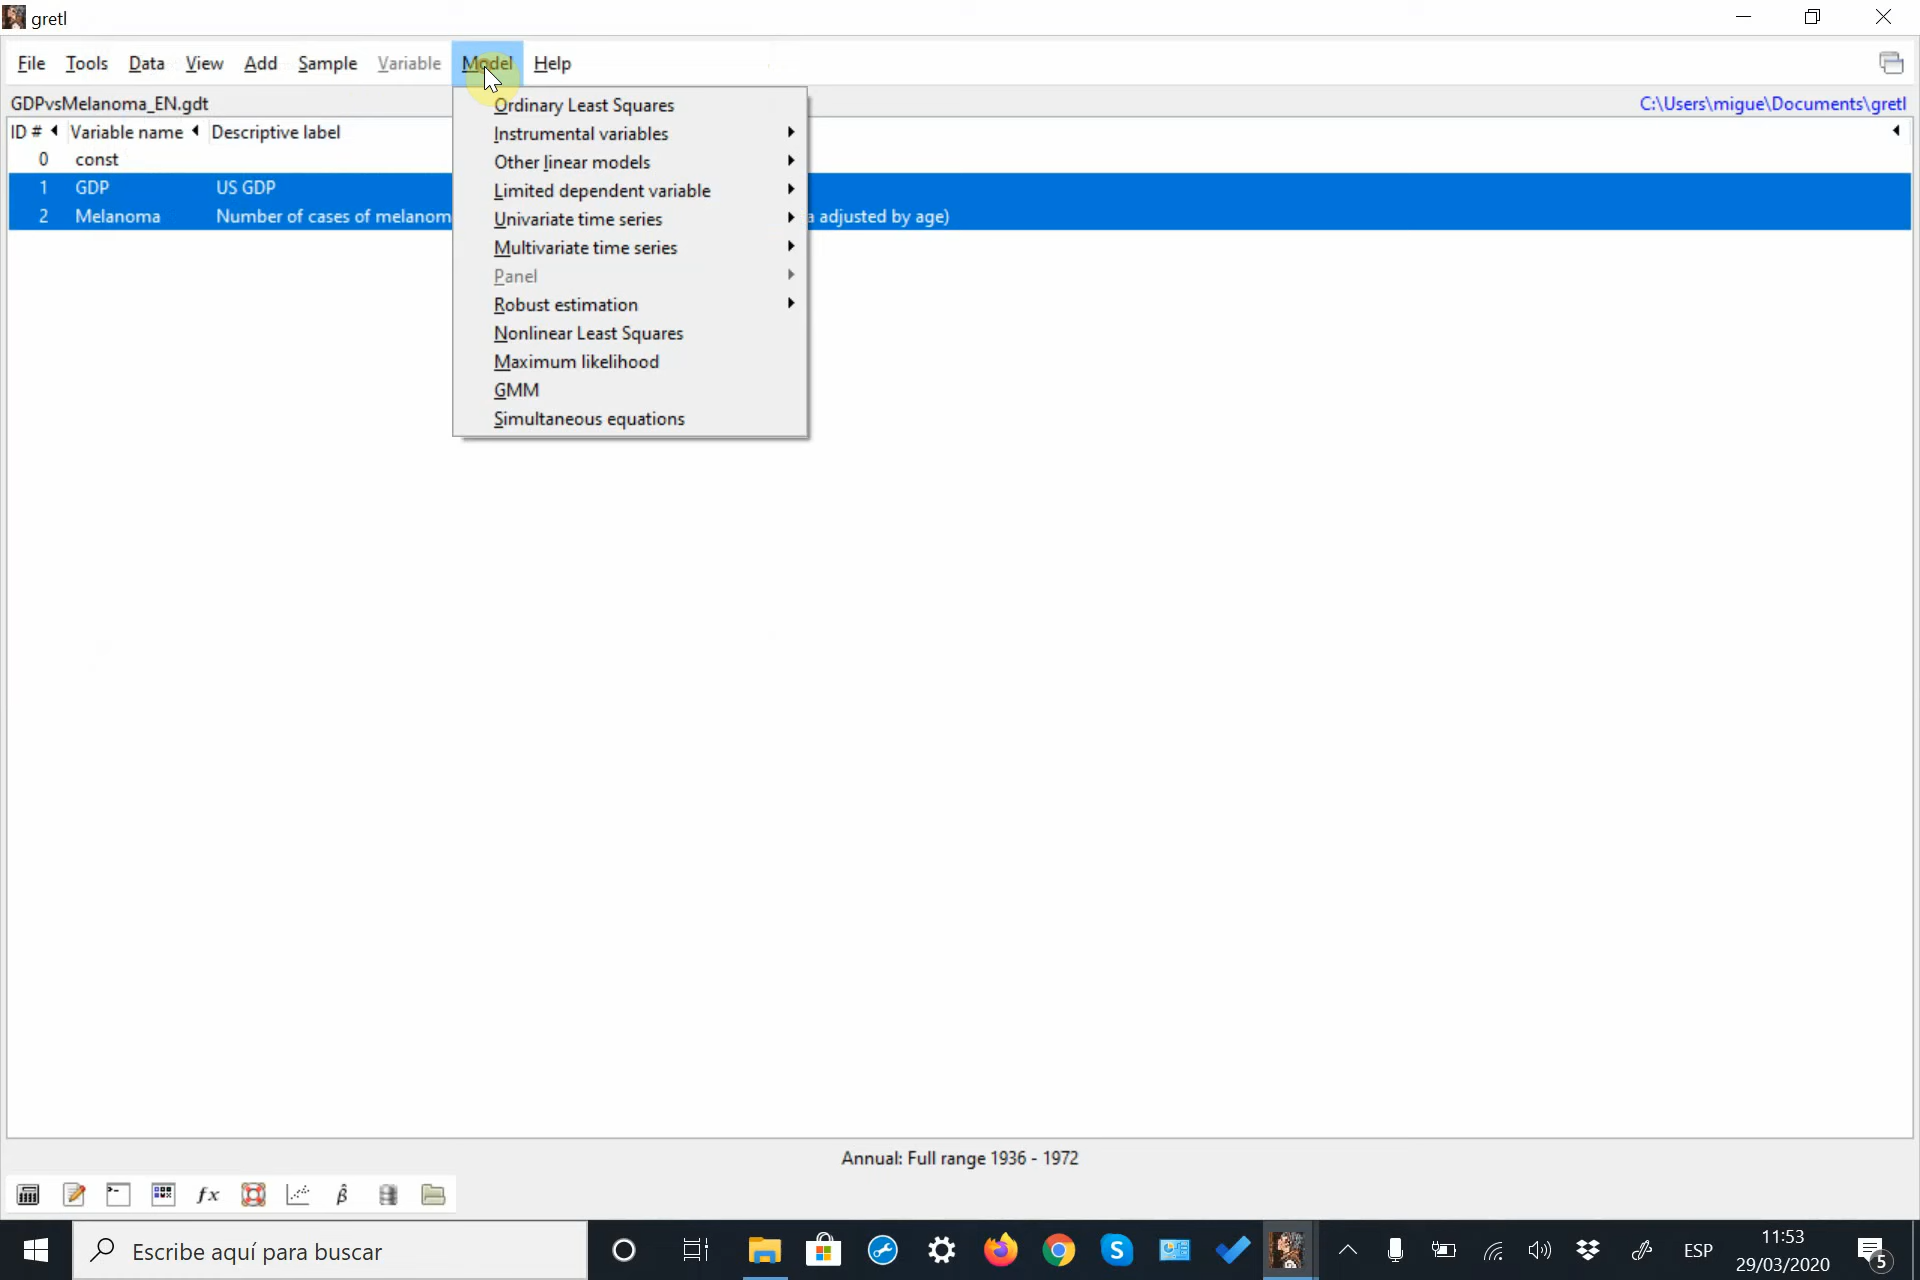 gretl
File Tools Data View Add Sample Variable Model Help
GDPvsMelanoma_EN.gdt C:\Users\migue\Documents\gretl
ID # Variable name Descriptive label
0 const
1 GDP US GDP
2 Melanoma Number of cases of melanom a adjusted by age)
Ordinary Least Squares
Instrumental variables
Other linear models
Limited dependent variable
Univariate time series
Multivariate time series
Panel
Robust estimation
Nonlinear Least Squares
Maximum likelihood
GMM
Simultaneous equations
Annual: Full range 1936 - 1972
fx β̂
Escribe aquí para buscar
ESP
11:53
29/03/2020
5